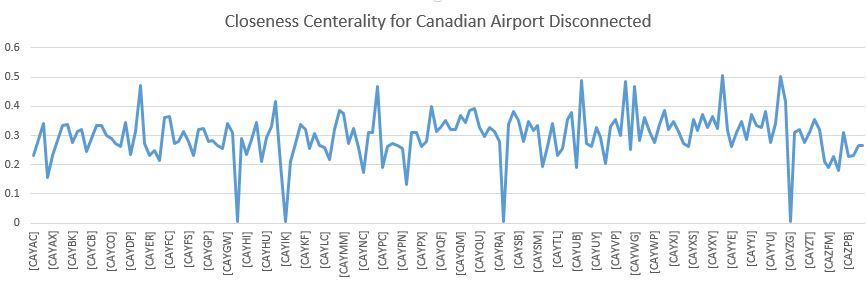 Closeness Centerality for Canadian Airport Disconnected
0.6
0.5
0.4
0.3
0.2
0.1
0
[CAYAC]
[CAYAX]
[CAYBK]
[CAYCB]
[CAYCO]
[CAYDP]
[CAYER]
[CAYFC]
[CAYFS]
[CAYGP]
[CAYGW]
[CAYHI]
[CAYHU]
[CAYIK]
[CAYKF]
[CAYLC]
[CAYMM]
[CAYNC]
[CAYPC]
[CAYPN]
[CAYPX]
[CAYQF]
[CAYQM]
[CAYQU]
[CAYRA]
[CAYSB]
[CAYSM]
[CAYTL]
[CAYUB]
[CAYUY]
[CAYVP]
[CAYWG]
[CAYWP]
[CAYXJ]
[CAYXS]
[CAYXY]
[CAYYE]
[CAYYJ]
[CAYYU]
[CAYZG]
[CAYZT]
[CAZFM]
[CAZPB]